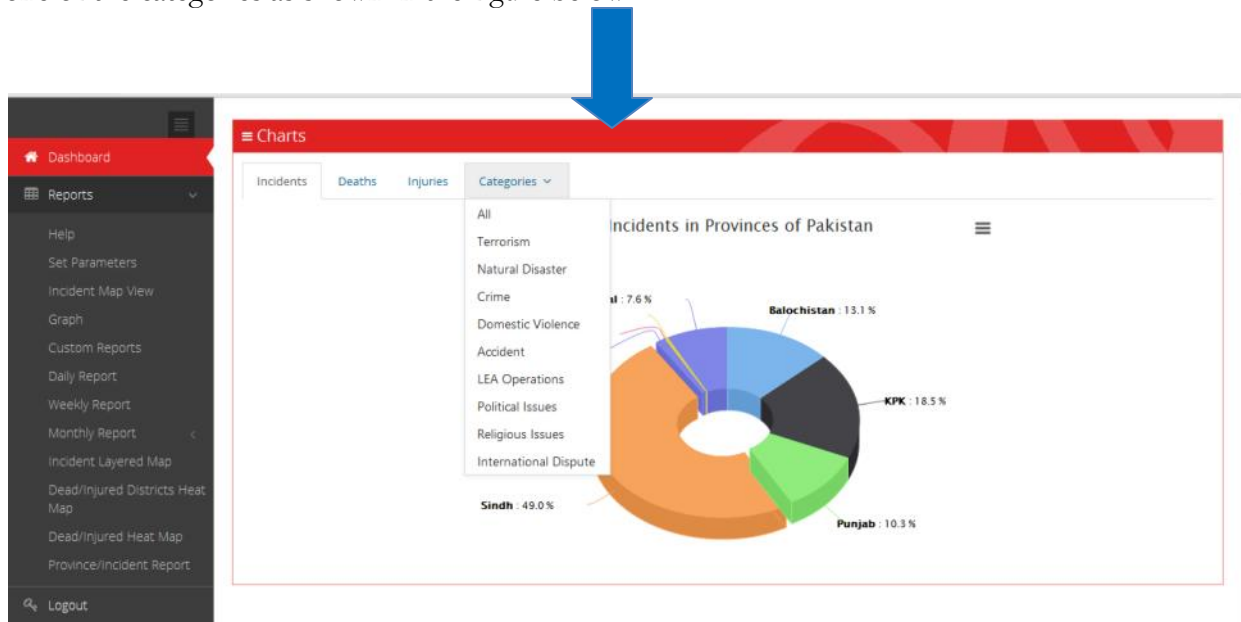 Charts
Dashboard
Reports
Help
Set Parameters
Incident Map View
Graph
Custom Reports
Daily Report
Weekly Report
Monthly Report
Incident Layered Map
Dead/Injured Districts Heat
Map
Dead/Injured Heat Map
Province/Incident Report
Logout
Incidents Deaths Injuries Categories
All
Terrorism
Natural Disaster
Crime
Domestic Violence
Accident
LEA Operations
Political Issues
Religious Issues
International Dispute
Incidents in Provinces of Pakistan
: 7.6 %
Balochistan : 13.1 %
KPK : 18.5 %
Punjab : 10.3 %
Sindh : 49.0 %